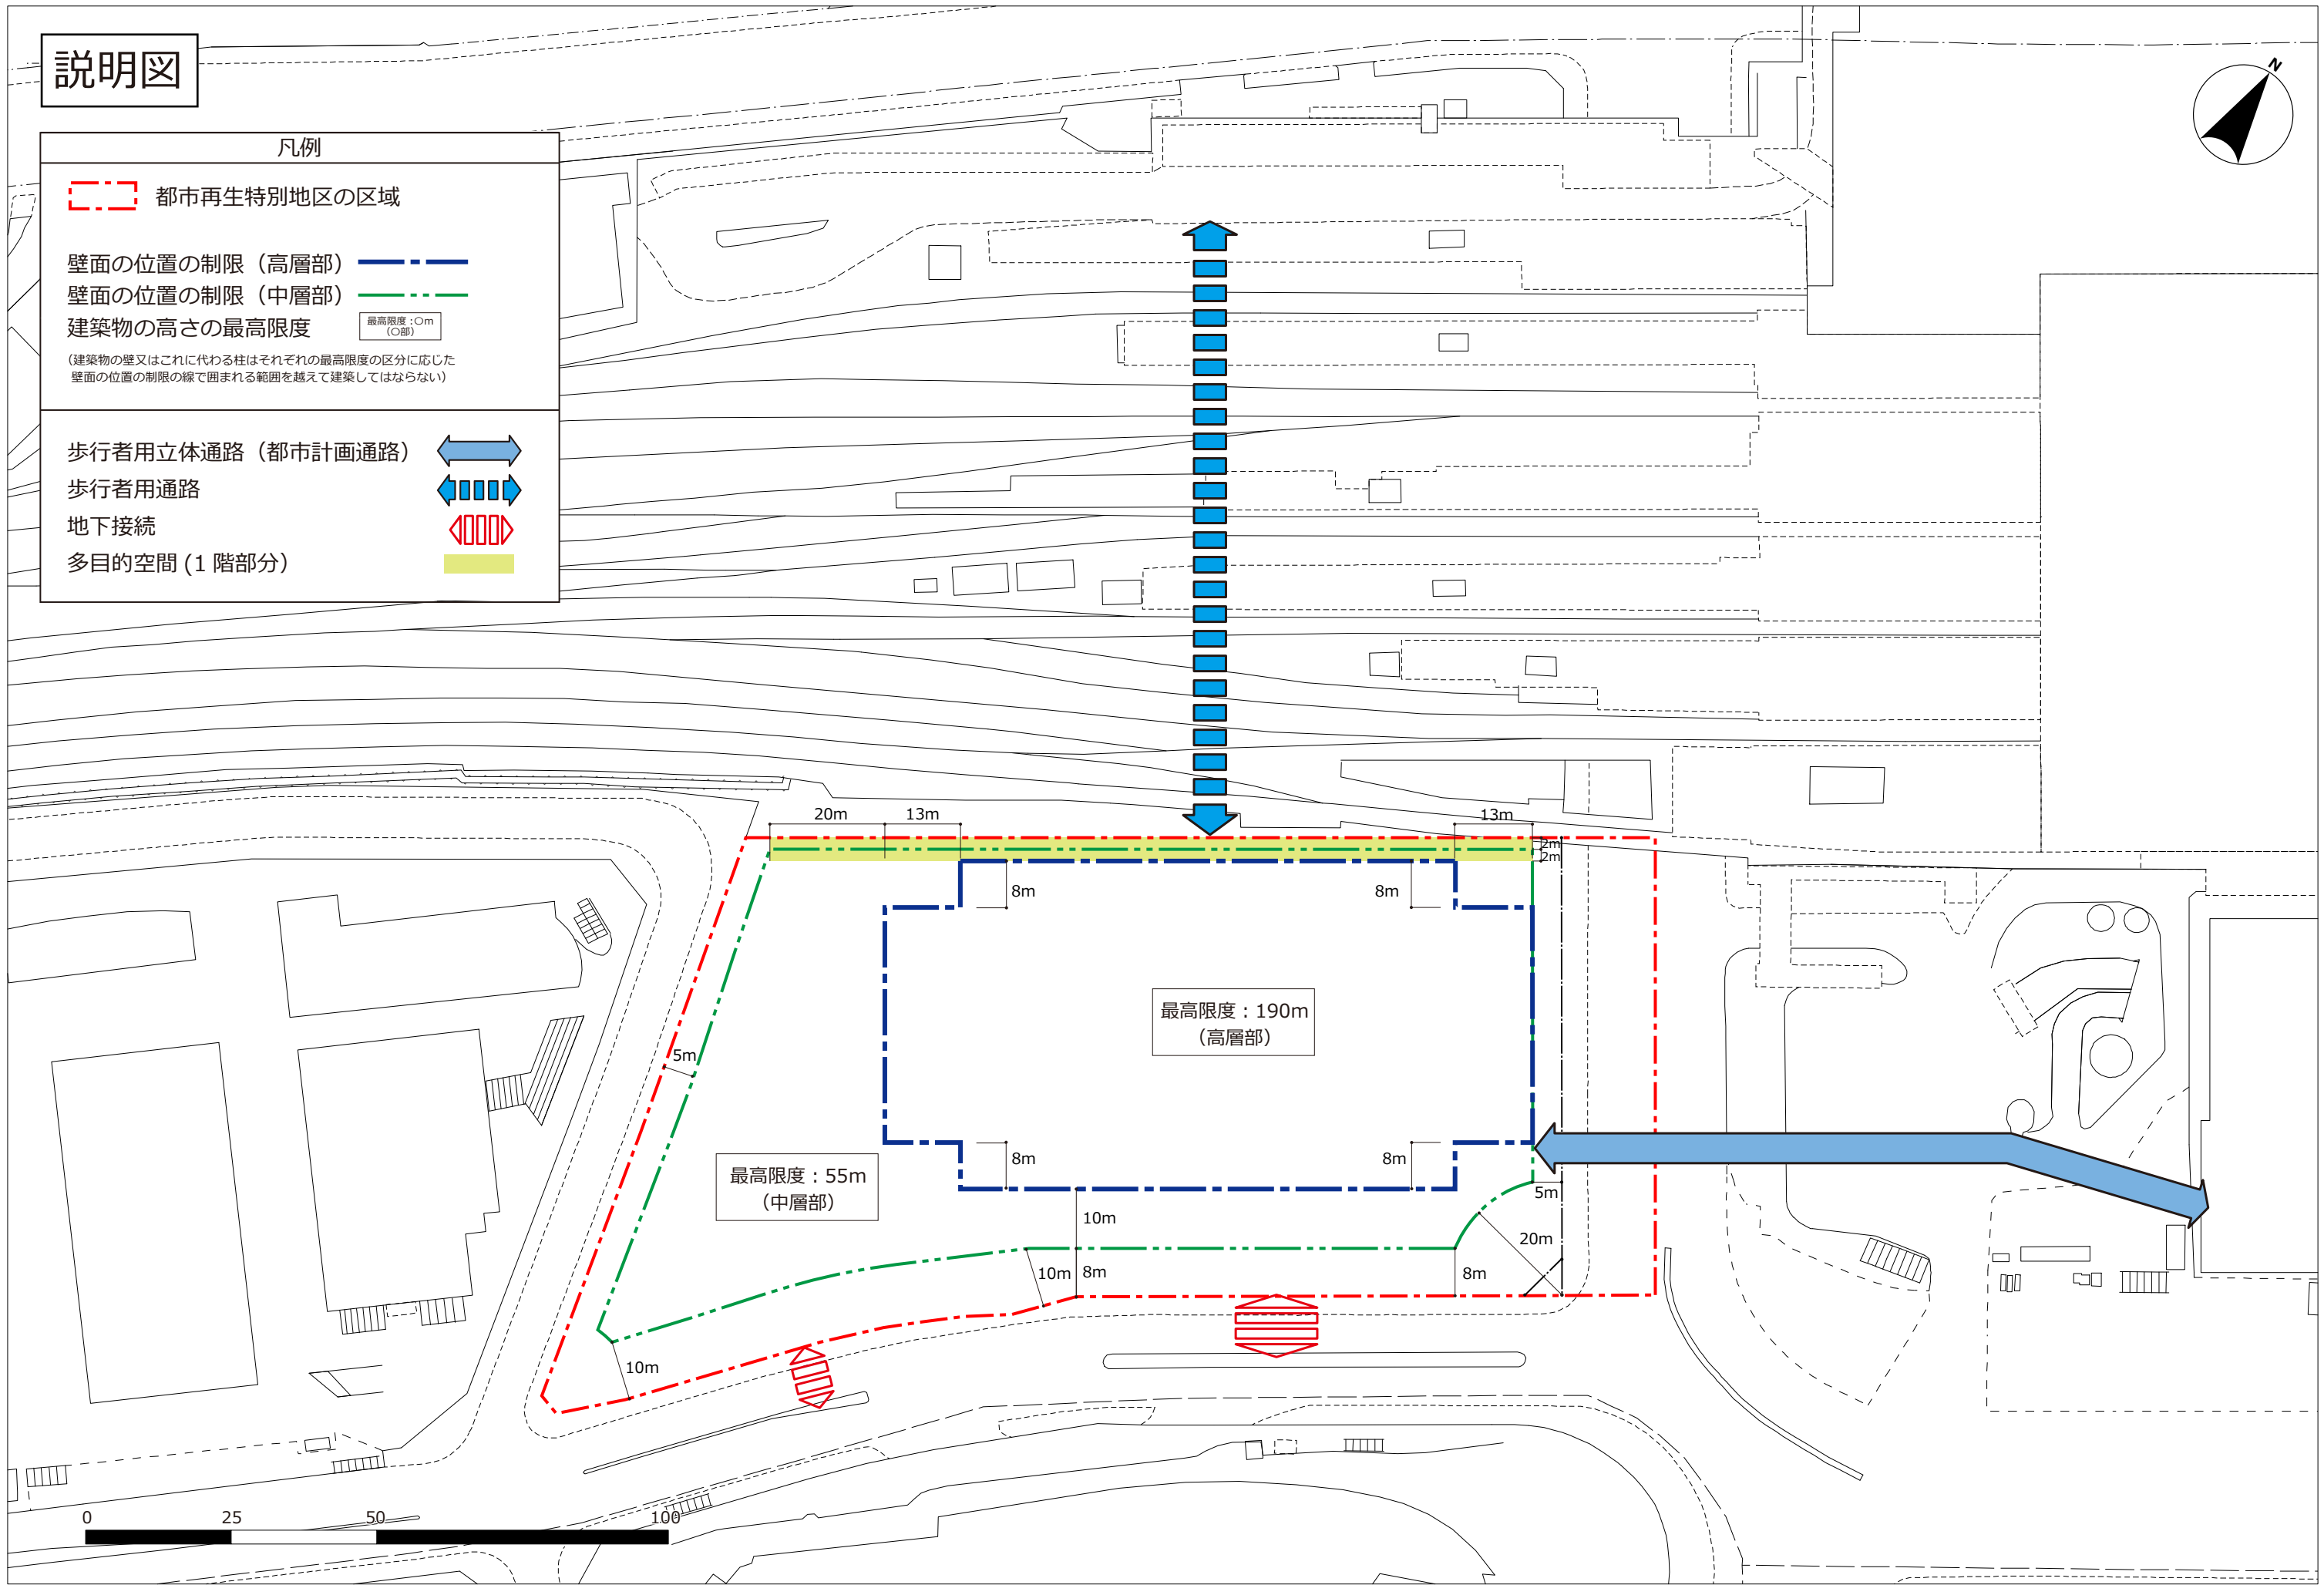 説明図
N
凡例
都市再生特別地区の区域
壁面の位置の制限（高層部）
壁面の位置の制限（中層部）
建築物の高さの最高限度
最高限度：〇m
（〇部）
（建築物の壁又はこれに代わる柱はそれぞれの最高限度の区分に応じた
壁面の位置の制限の線で囲まれる範囲を越えて建築してはならない）
歩行者用立体通路（都市計画通路）
歩行者用通路
地下接続
多目的空間 (1 階部分）
20m
13m
13m
2m
2m
8m
8m
最高限度：190m
（高層部）
5m
8m
8m
最高限度：55m
（中層部）
5m
10m
20m
10m
8m
8m
10m
0
25
50
100